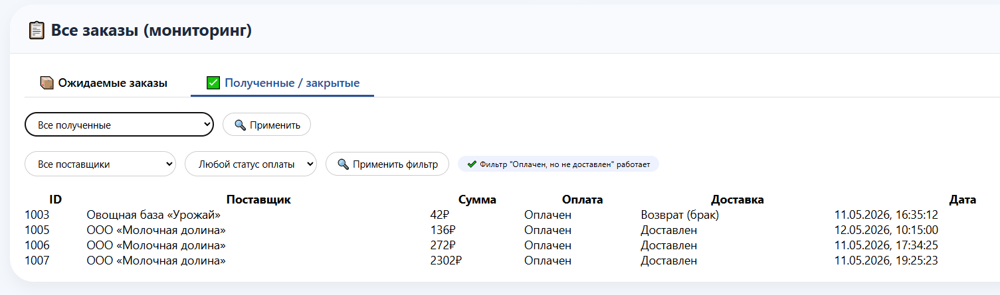 Все заказы (мониторинг)
Ожидаемые заказы
Полученные / закрытые
Все полученные
Применить
Все поставщики
Любой статус оплаты
Применить фильтр
Фильтр "Оплачен, но не доставлен" работает
ID Поставщик Сумма Оплата Доставка Дата
1003 Овощная база «Урожай» 42₽ Оплачен Возврат (брак) 11.05.2026, 16:35:12
1005 ООО «Молочная долина» 136₽ Оплачен Доставлен 12.05.2026, 10:15:00
1006 ООО «Молочная долина» 272₽ Оплачен Доставлен 11.05.2026, 17:34:25
1007 ООО «Молочная долина» 2302₽ Оплачен Доставлен 11.05.2026, 19:25:23